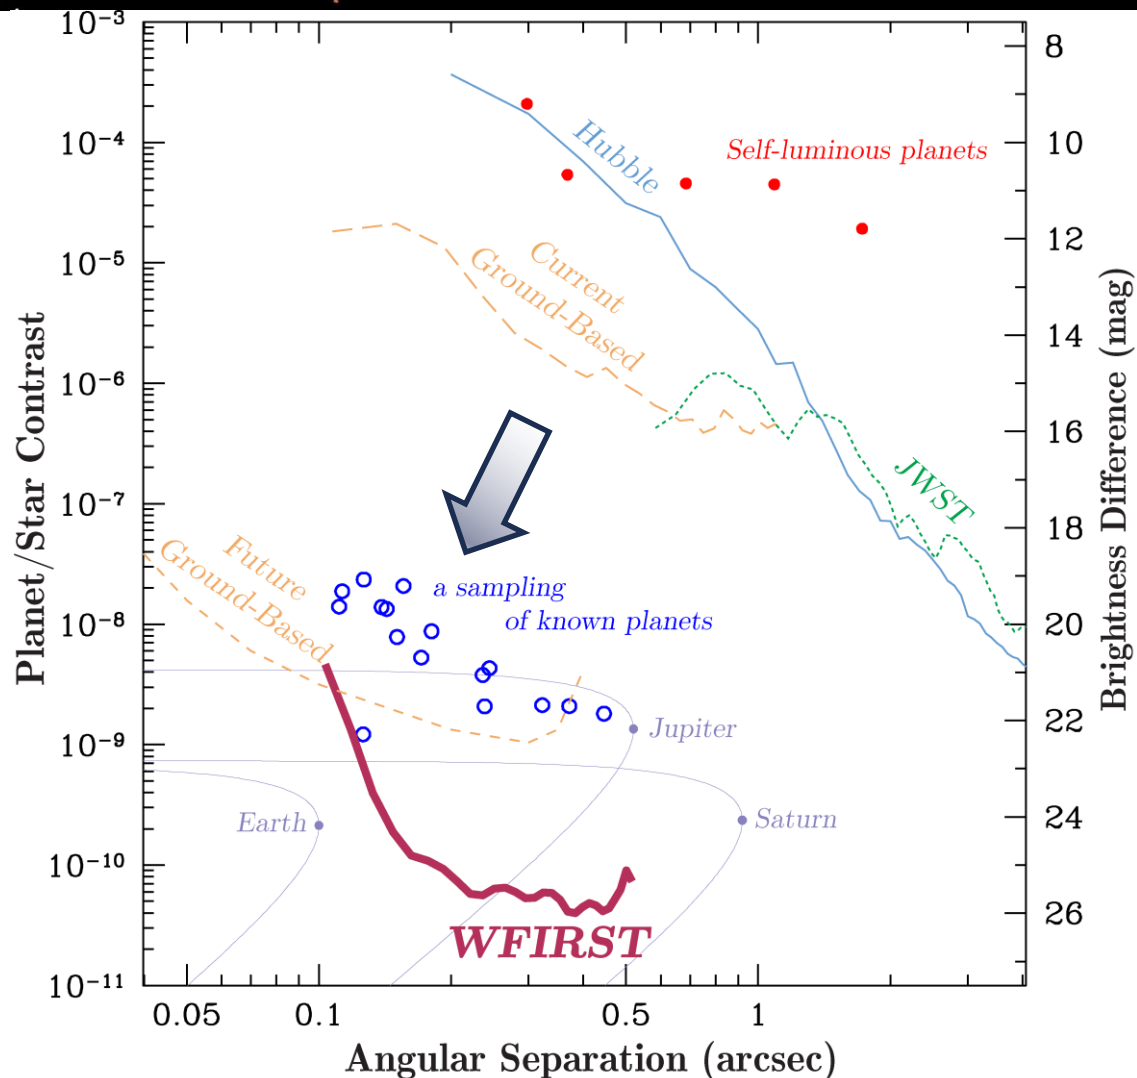 10⁻³
10⁻⁴
10⁻⁵
10⁻⁶
10⁻⁷
10⁻⁸
10⁻⁹
10⁻¹⁰
10⁻¹¹
Planet/Star Contrast
8
10
12
14
16
18
20
22
24
26
Brightness Difference (mag)
Hubble
Self-luminous planets
Current
Ground-Based
JWST
Future
Ground-Based
a sampling
of known planets
Jupiter
Earth
Saturn
WFIRST
0.05
0.1
0.5
1
Angular Separation (arcsec)